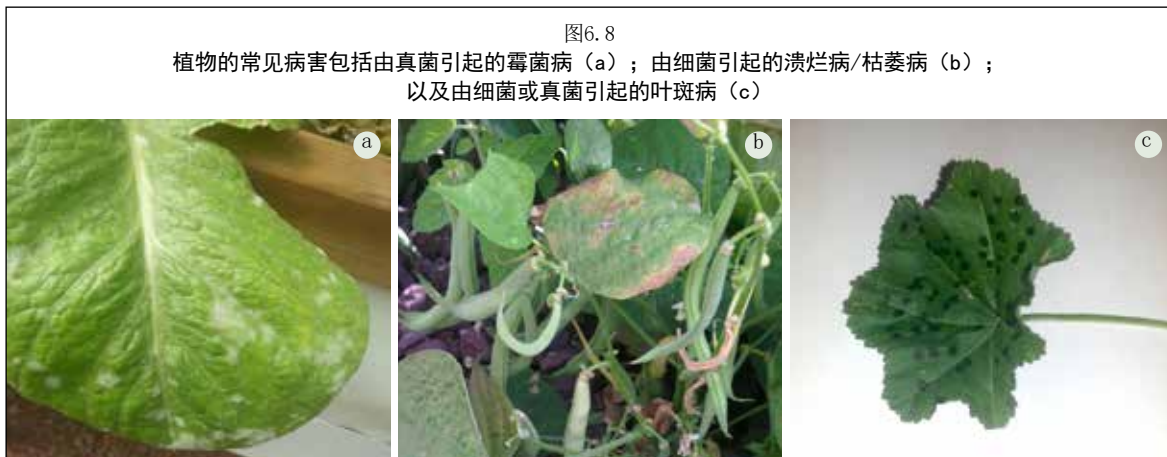 图6.8
植物的常见病害包括由真菌引起的霉菌病（a）；由细菌引起的溃烂病/枯萎病（b）；
以及由细菌或真菌引起的叶斑病（c）
a
b
c